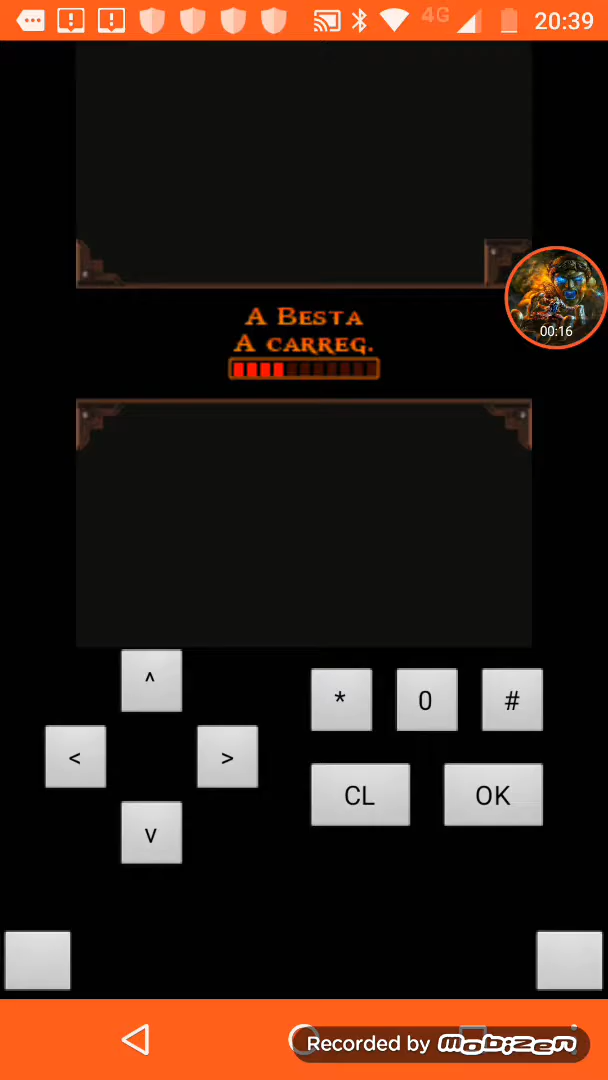 4G
20:39
A Besta
A carreg.
00:16
^
* 0 #
< >
CL OK
v
Recorded by mobizen